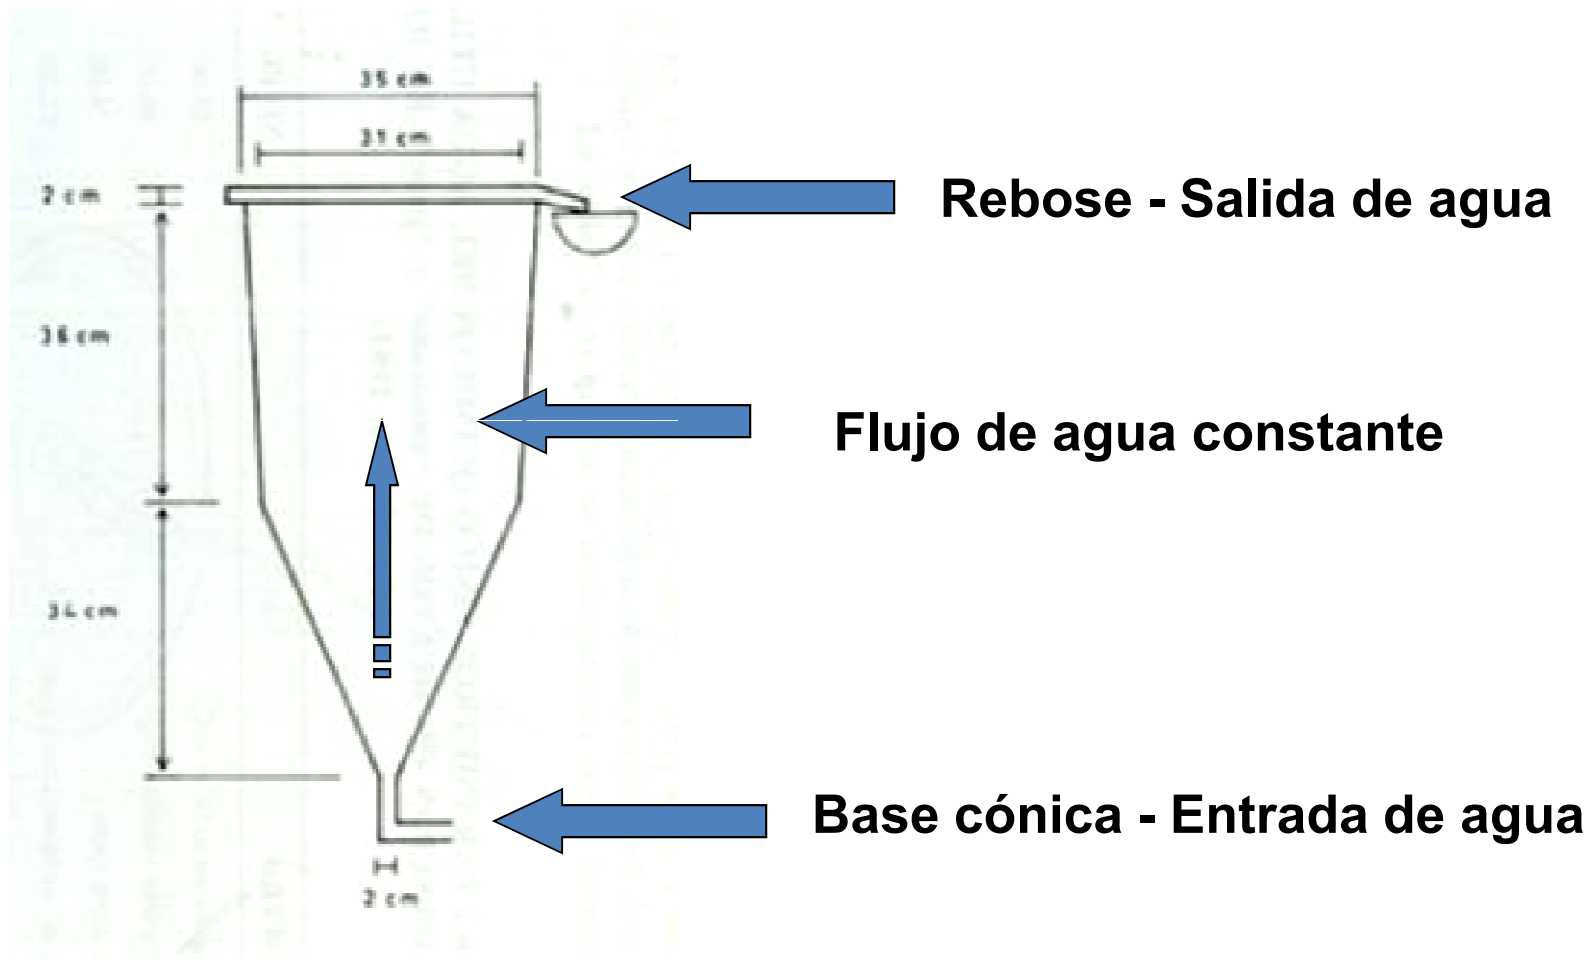 35 cm
31 cm
2 cm
Rebose - Salida de agua
36 cm
Flujo de agua constante
34 cm
Base cónica - Entrada de agua
2 cm